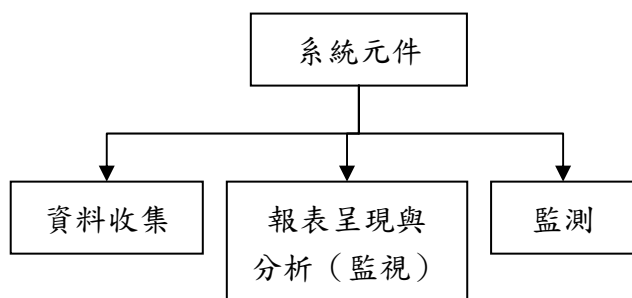 系統元件
資料收集
報表呈現與
分析（監視）
監測